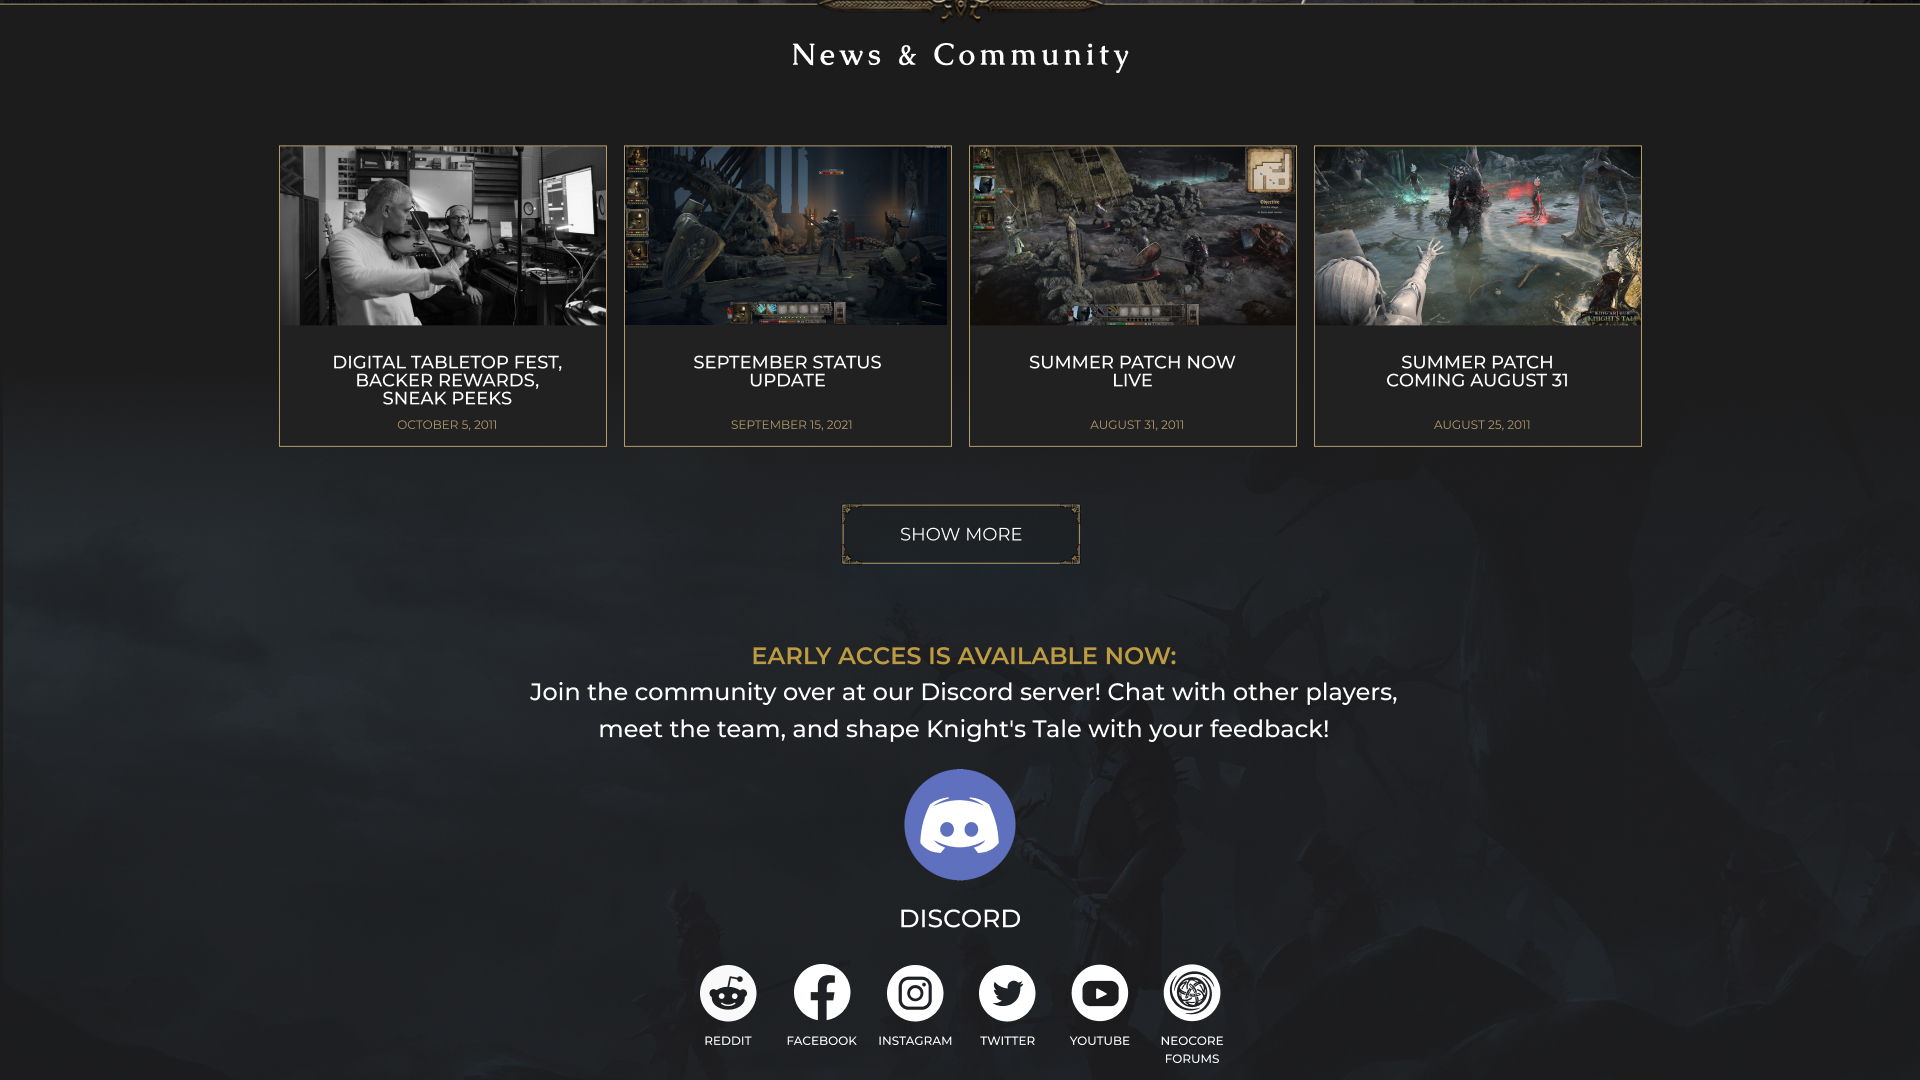 News & Community
DIGITAL TABLETOP FEST,
BACKER REWARDS,
SNEAK PEEKS
OCTOBER 5, 2011
SEPTEMBER STATUS
UPDATE
SEPTEMBER 15, 2021
SUMMER PATCH NOW
LIVE
AUGUST 31, 2011
SUMMER PATCH
COMING AUGUST 31
AUGUST 25, 2011
SHOW MORE
EARLY ACCES IS AVAILABLE NOW:
Join the community over at our Discord server! Chat with other players,
meet the team, and shape Knight's Tale with your feedback!
DISCORD
REDDIT
FACEBOOK
INSTAGRAM
TWITTER
YOUTUBE
NEOCORE
FORUMS